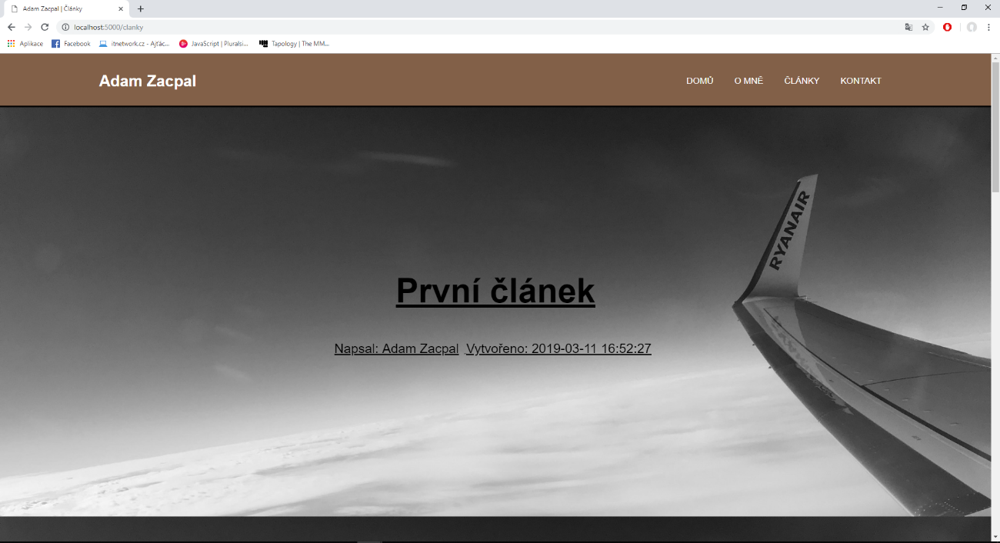 Adam Zacpal | Články
localhost:5000/clanky
Aplikace Facebook itnetwork.cz - Ajťác... JavaScript | Pluralsi... Tapology | The MM...
Adam Zacpal DOMŮ O MNĚ ČLÁNKY KONTAKT
RYANAIR
První článek
Napsal: Adam Zacpal Vytvořeno: 2019-03-11 16:52:27